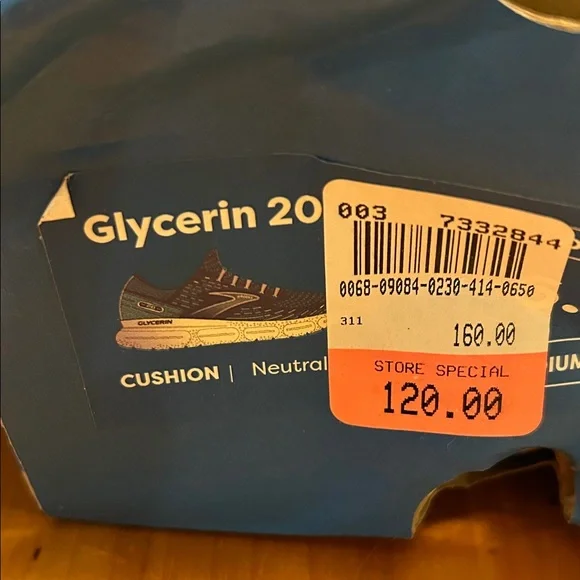 Glycerin 20
GLYCERIN
CUSHION | Neutral
003 7332844
0068-09084-0230-414-0650
311
160.00
STORE SPECIAL
120.00